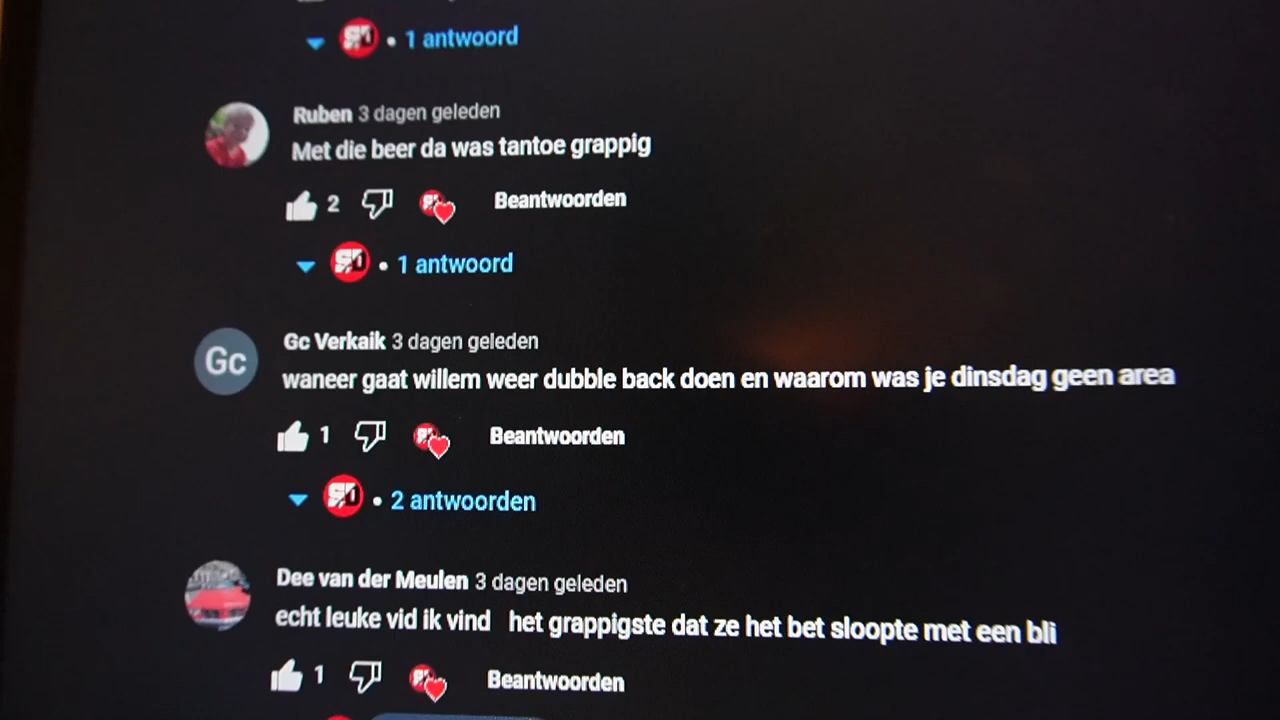 1 antwoord
Ruben 3 dagen geleden
Met die beer da was tantoe grappig
2 Beantwoorden
1 antwoord
Gc
Gc Verkaik 3 dagen geleden
waneer gaat willem weer dubble back doen en waarom was je dinsdag geen area
1 Beantwoorden
2 antwoorden
Dee van der Meulen 3 dagen geleden
echt leuke vid ik vind het grappigste dat ze het bet sloopte met een bli
1 Beantwoorden